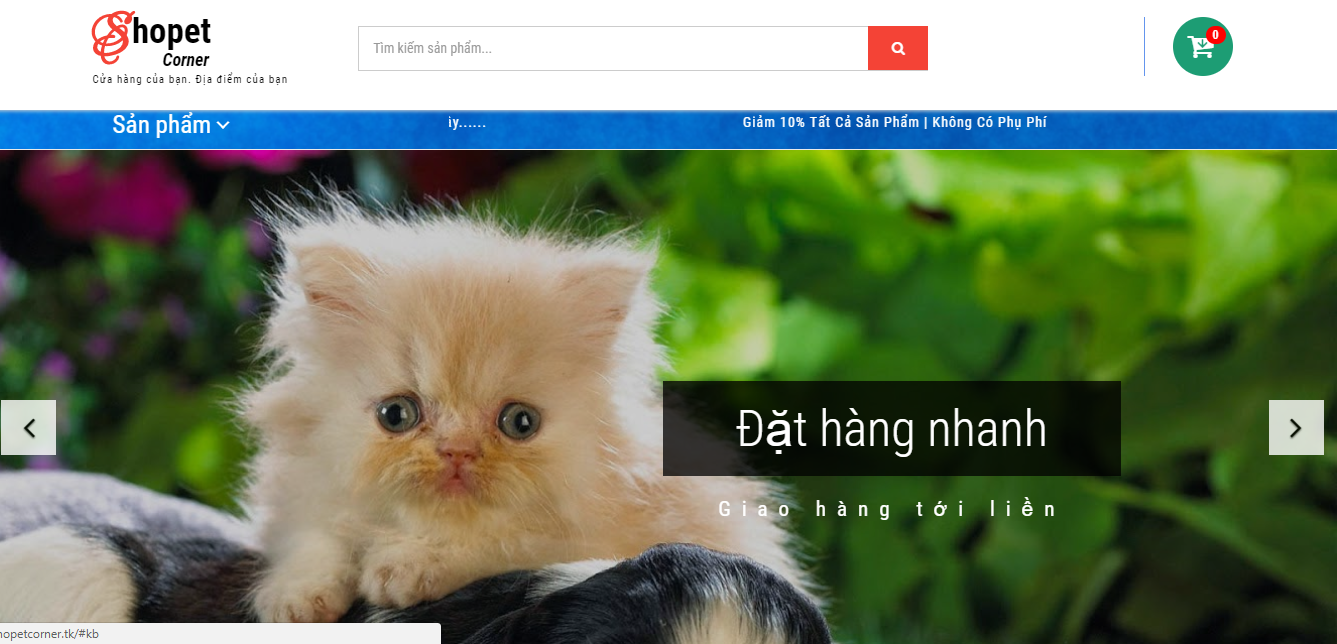 Shopet
Corner
Cửa hàng của bạn. Địa điểm của bạn
Tìm kiếm sản phẩm...
0
Sản phẩm
Giảm 10% Tất Cả Sản Phẩm | Không Có Phụ Phí
Đặt hàng nhanh
Giao hàng tới liền
hopetcorner.tk/#kb